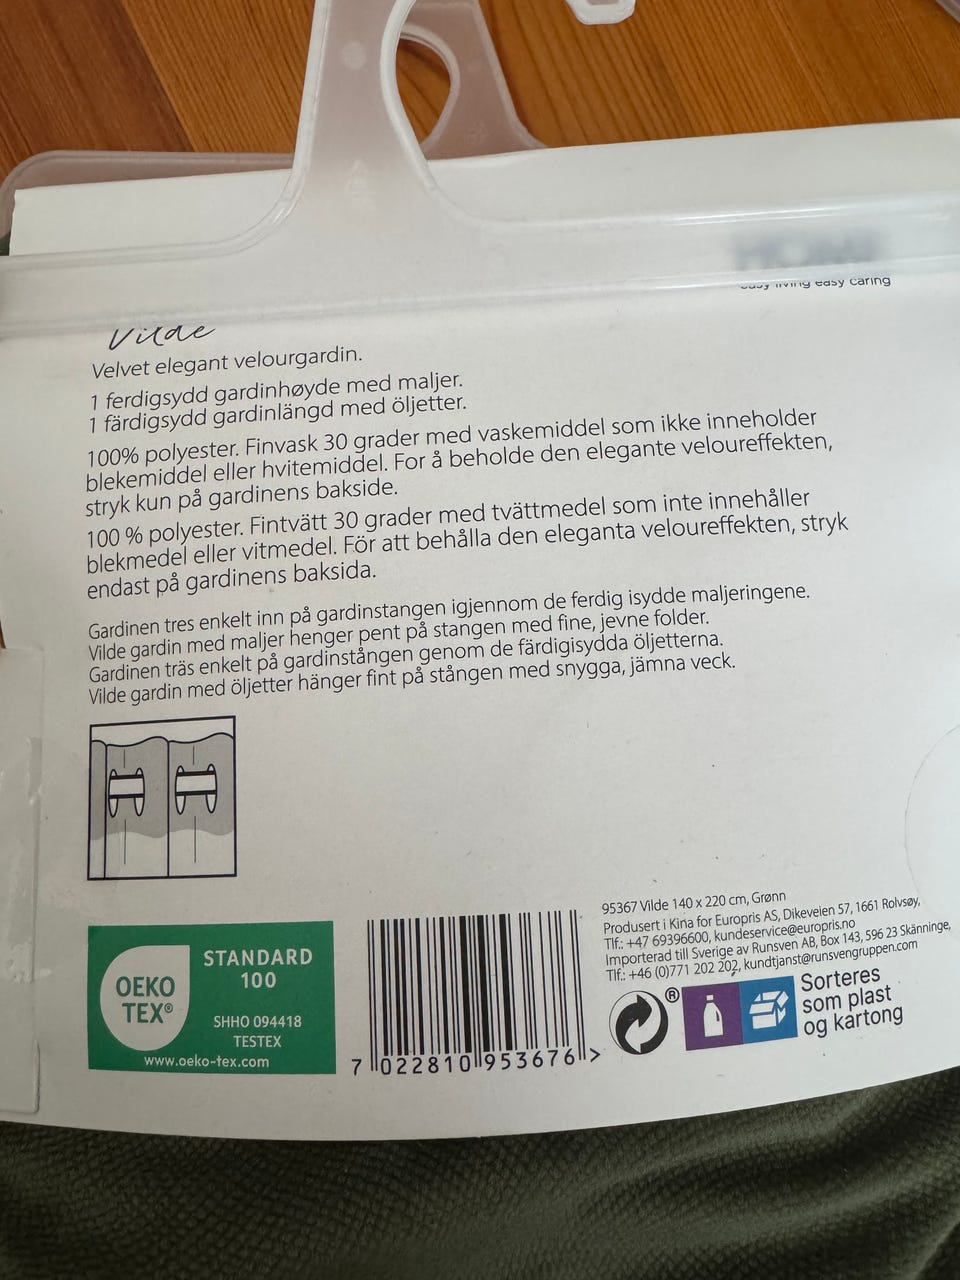 Vilde
easy living easy caring
Velvet elegant velourgardin.
1 ferdigsydd gardinhøyde med maljer.
1 färdigsydd gardinlängd med öljetter.
100% polyester. Finvask 30 grader med vaskemiddel som ikke inneholder
blekemiddel eller hvitemiddel. For å beholde den elegante veloureffekten,
stryk kun på gardinens bakside.
100 % polyester. Fintvätt 30 grader med tvättmedel som inte innehåller
blekmedel eller vitmedel. För att behålla den eleganta veloureffekten, stryk
endast på gardinens baksida.
Gardinen tres enkelt inn på gardinstangen igjennom de ferdig isydde maljeringene.
Vilde gardin med maljer henger pent på stangen med fine, jevne folder.
Gardinen träs enkelt på gardinstången genom de färdigisydda öljetterna.
Vilde gardin med öljetter hänger fint på stången med snygga, jämna veck.
95367 Vilde 140 x 220 cm, Grønn
Produsert i Kina for Europris AS, Dikeveien 57, 1661 Rolvsøy,
Tlf.: +47 69396600, kundeservice@europris.no
Importerad till Sverige av Runsven AB, Box 143, 596 23 Skänninge,
Tlf.: +46 (0)771 202 202, kundtjanst@runsvengruppen.com
OEKO
TEX®
STANDARD
100
SHHO 094418
TESTEX
www.oeko-tex.com
7 022810 953676 >
®
Sorteres
som plast
og kartong